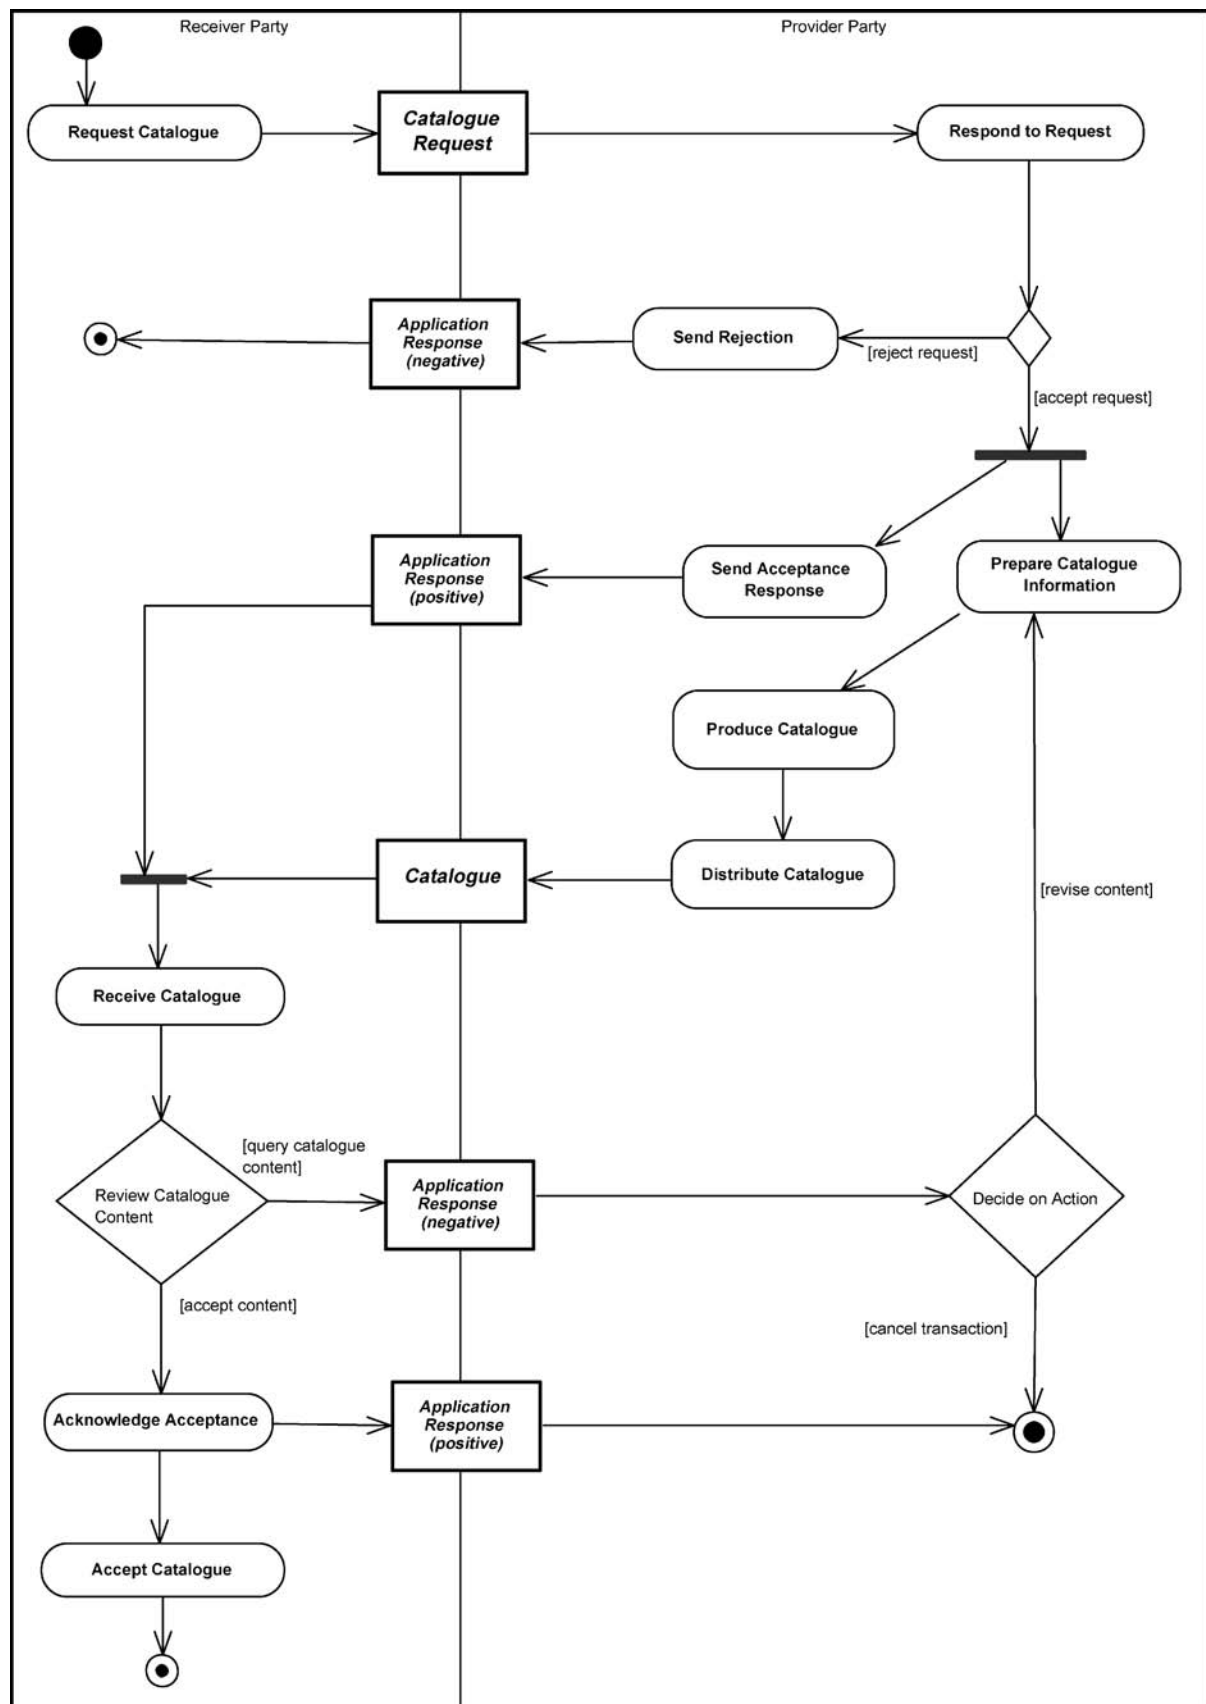 Receiver Party
Provider Party
Request Catalogue
Catalogue
Request
Respond to Request
Application
Response
(negative)
Send Rejection
[reject request]
[accept request]
Application
Response
(positive)
Send Acceptance
Response
Prepare Catalogue
Information
Produce Catalogue
Catalogue
Distribute Catalogue
[revise content]
Receive Catalogue
[query catalogue
content]
Review Catalogue
Content
Application
Response
(negative)
Decide on Action
[accept content]
[cancel transaction]
Acknowledge Acceptance
Application
Response
(positive)
Accept Catalogue